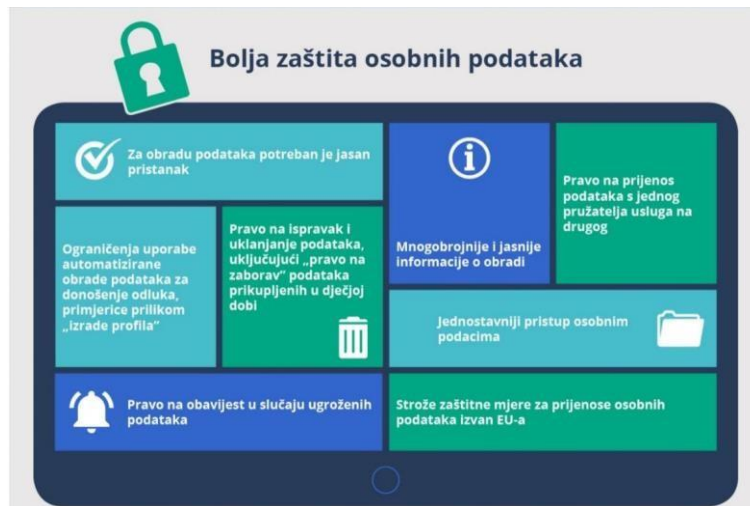 Bolja zaštita osobnih podataka
Za obradu podataka potreban je jasan
pristanak
Mnogobrojnije i jasnije
informacije o obradi
Pravo na prijenos
podataka s jednog
pružatelja usluga na
drugog
Ograničenja uporabe
automatizirane
obrade podataka za
donošenje odluka,
primjerice prilikom
„izrade profila”
Pravo na ispravak i
uklanjanje podataka,
uključujući „pravo na
zaborav” podataka
prikupljenih u dječjoj
dobi
Jednostavniji pristup osobnim
podacima
Pravo na obavijest u slučaju ugroženih
podataka
Strože zaštitne mjere za prijenose osobnih
podataka izvan EU-a